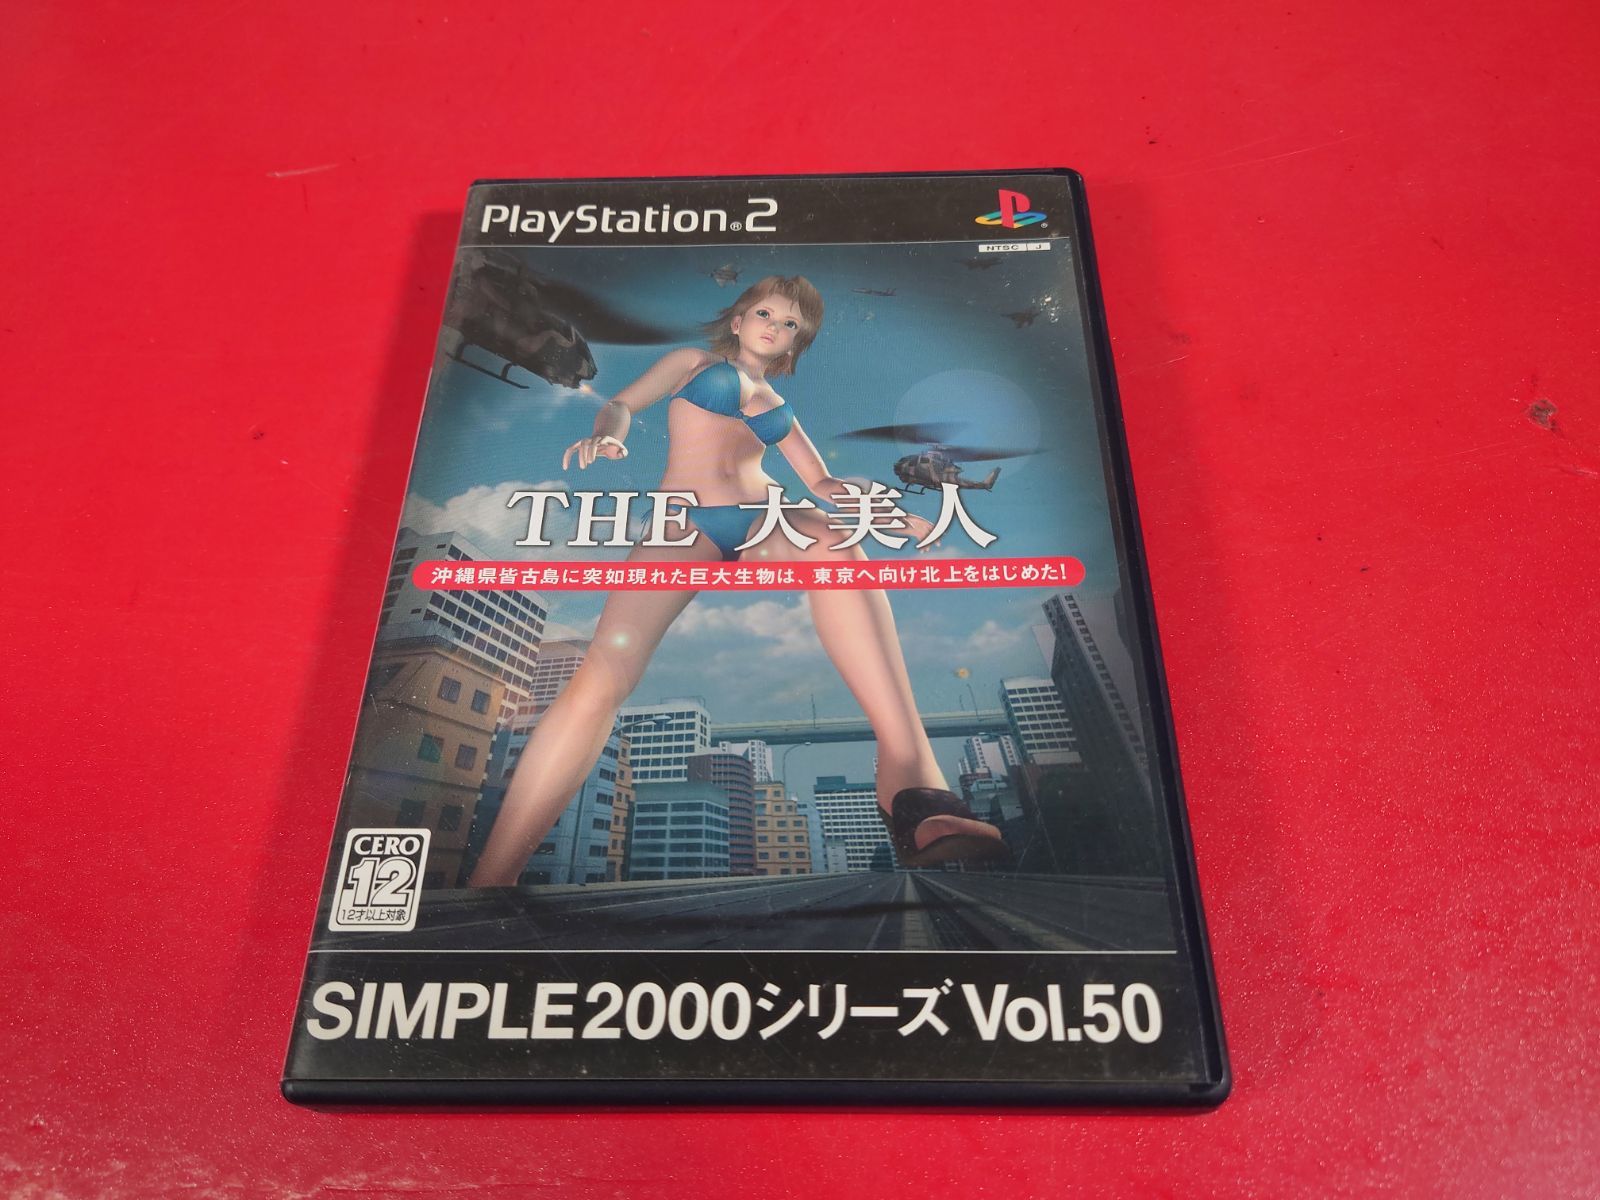 PlayStation®2
NTSC J
THE 大美人
沖縄県皆古島に突如現れた巨大生物は、東京へ向け北上をはじめた!
CERO
12
12才以上対象
SIMPLE2000シリーズ Vol.50